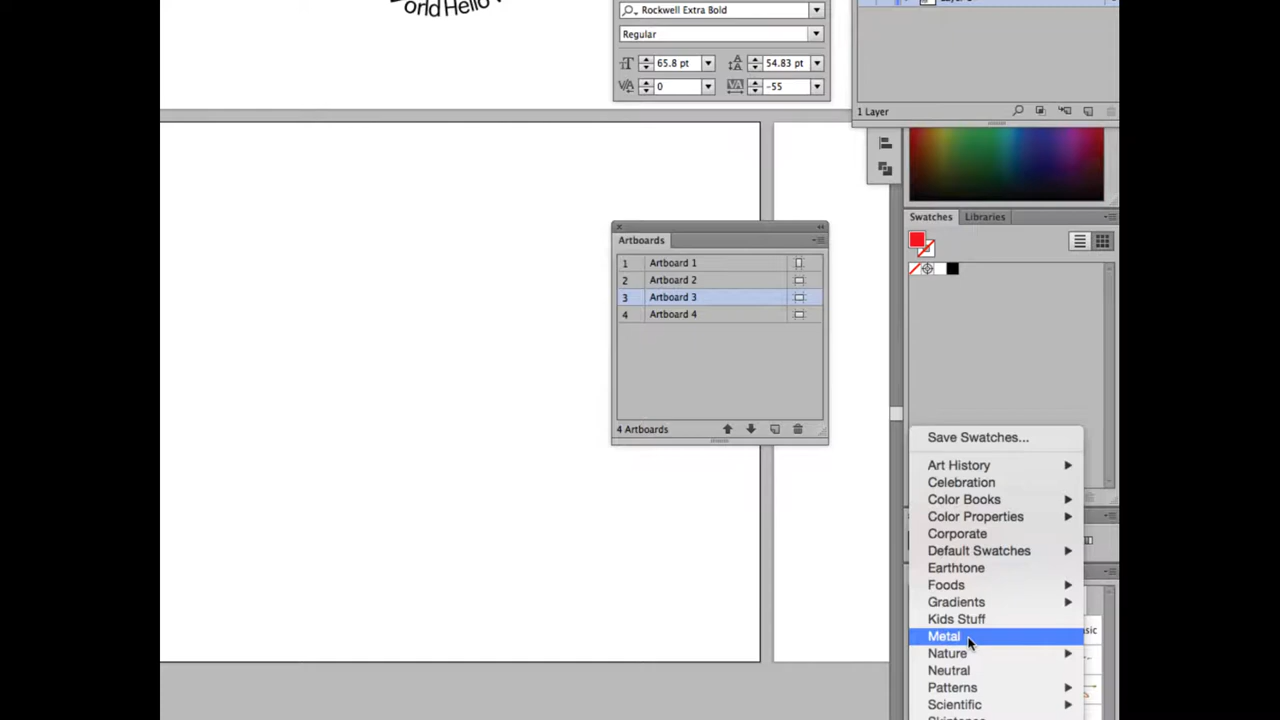 orld Hello
Rockwell Extra Bold
Regular
65.8 pt
54.83 pt
0
-55
1 Layer
Swatches
Libraries
Artboards
1 Artboard 1
2 Artboard 2
3 Artboard 3
4 Artboard 4
4 Artboards
Save Swatches...
Art History
Celebration
Color Books
Color Properties
Corporate
Default Swatches
Earthtone
Foods
Gradients
Kids Stuff
Metal
Nature
Neutral
Patterns
Scientific